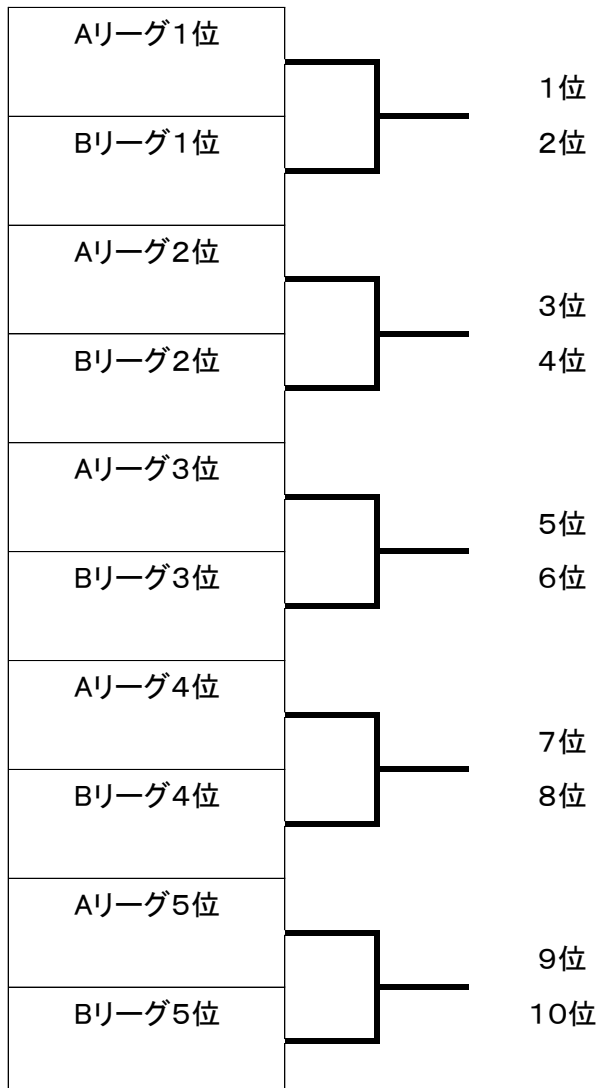 Aリーグ1位
1位
Bリーグ1位
2位
Aリーグ2位
3位
Bリーグ2位
4位
Aリーグ3位
5位
Bリーグ3位
6位
Aリーグ4位
7位
Bリーグ4位
8位
Aリーグ5位
9位
Bリーグ5位
10位